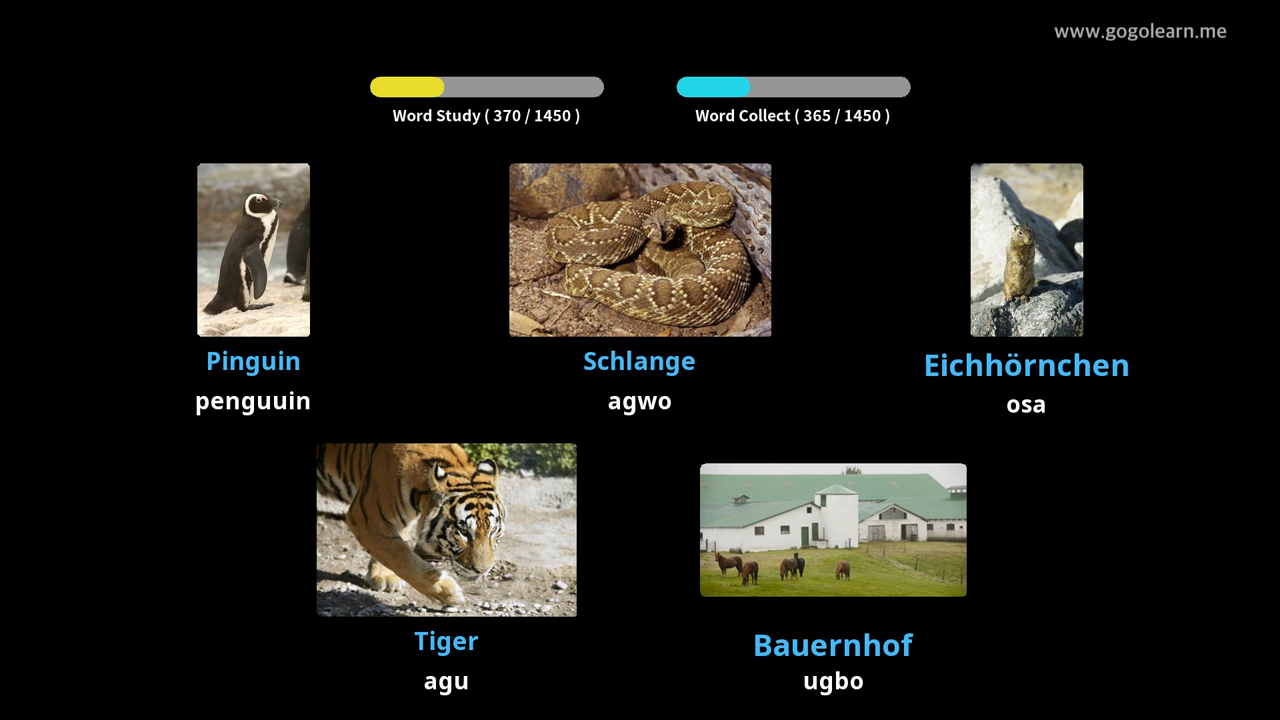 www.gogolearn.me
Word Study ( 370 / 1450 )
Word Collect ( 365 / 1450 )
Pinguin
penguuin
Schlange
agwo
Eichhörnchen
osa
Tiger
agu
Bauernhof
ugbo